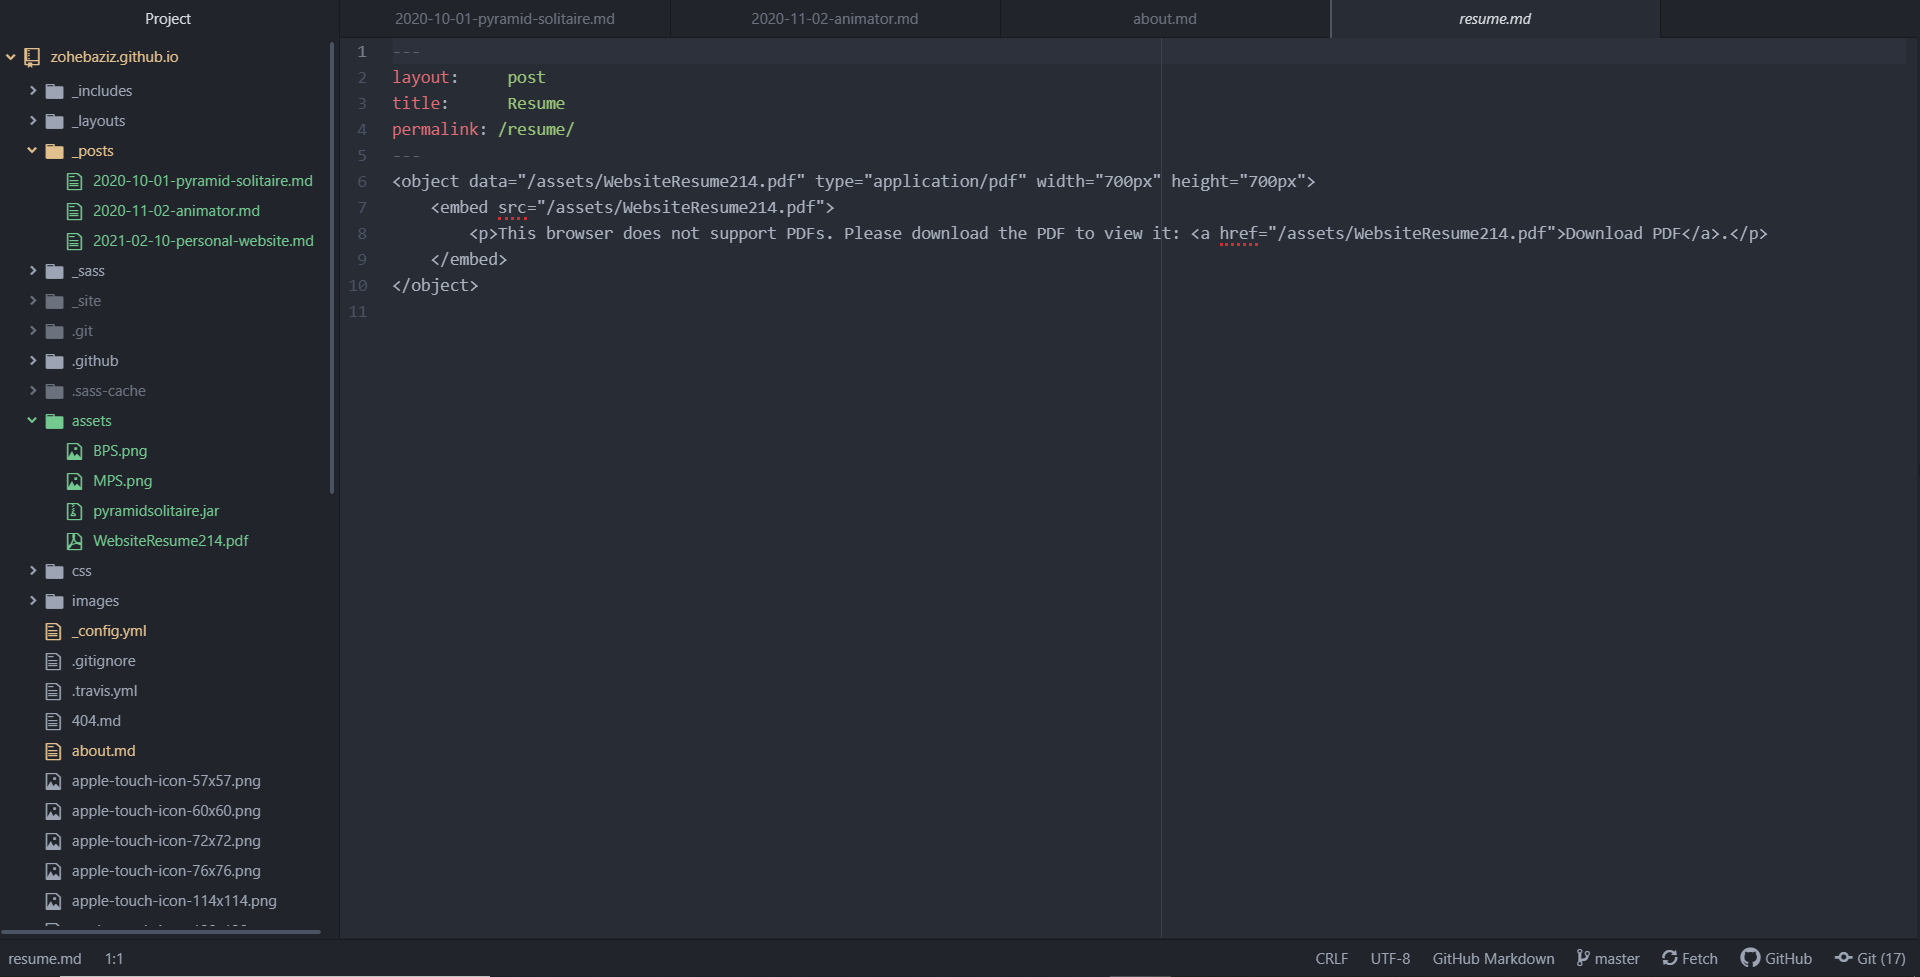 Project
2020-10-01-pyramid-solitaire.md
2020-11-02-animator.md
about.md
resume.md
zohebaziz.github.io
_includes
_layouts
_posts
2020-10-01-pyramid-solitaire.md
2020-11-02-animator.md
2021-02-10-personal-website.md
_sass
_site
.git
.github
.sass-cache
assets
BPS.png
MPS.png
pyramidsolitaire.jar
WebsiteResume214.pdf
css
images
_config.yml
.gitignore
.travis.yml
404.md
about.md
apple-touch-icon-57x57.png
apple-touch-icon-60x60.png
apple-touch-icon-72x72.png
apple-touch-icon-76x76.png
apple-touch-icon-114x114.png
1 ---
2 layout:     post
3 title:      Resume
4 permalink: /resume/
5 ---
6 <object data="/assets/WebsiteResume214.pdf" type="application/pdf" width="700px" height="700px">
7     <embed src="/assets/WebsiteResume214.pdf">
8         <p>This browser does not support PDFs. Please download the PDF to view it: <a href="/assets/WebsiteResume214.pdf">Download PDF</a>.</p>
9     </embed>
10 </object>
11
resume.md 1:1
CRLF UTF-8 GitHub Markdown master Fetch GitHub Git (17)